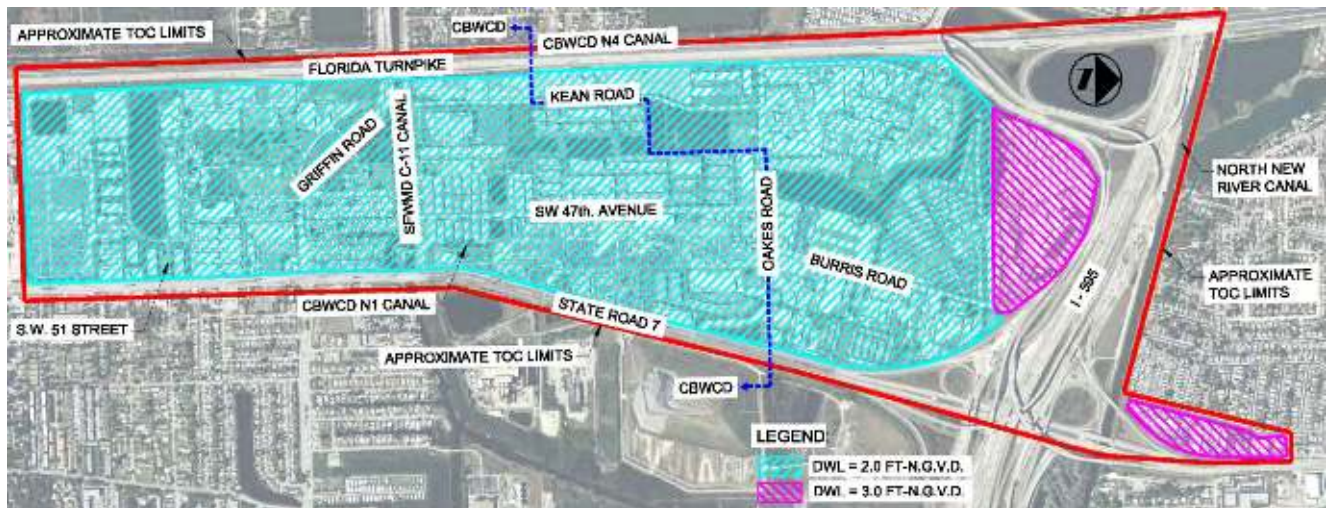 CBWCD
APPROXIMATE TOC LIMITS
CBWCD N4 CANAL
FLORIDA TURNPIKE
KEAN ROAD
GRIFFIN ROAD
SFWMD C-11 CANAL
NORTH NEW
RIVER CANAL
SW 47th. AVENUE
OAKES ROAD
BURRIS ROAD
I - 595
APPROXIMATE
TOC LIMITS
CBWCD N1 CANAL
STATE ROAD 7
S.W. 51 STREET
APPROXIMATE TOC LIMITS
CBWCD
LEGEND
DWL = 2.0 FT-N.G.V.D.
DWL = 3.0 FT-N.G.V.D.